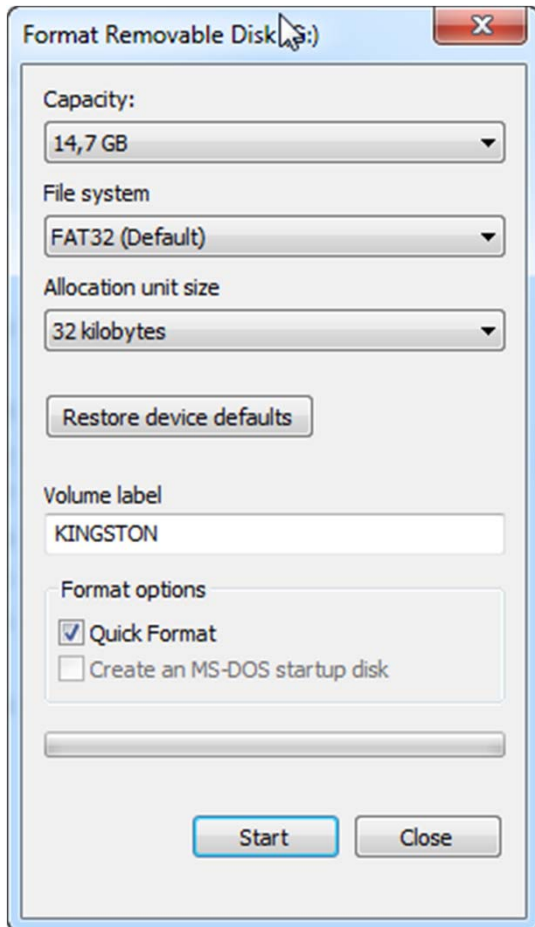 Format Removable Disk (G:)
Capacity:
14,7 GB
File system
FAT32 (Default)
Allocation unit size
32 kilobytes
Restore device defaults
Volume label
KINGSTON
Format options
Quick Format
Create an MS-DOS startup disk
Start
Close